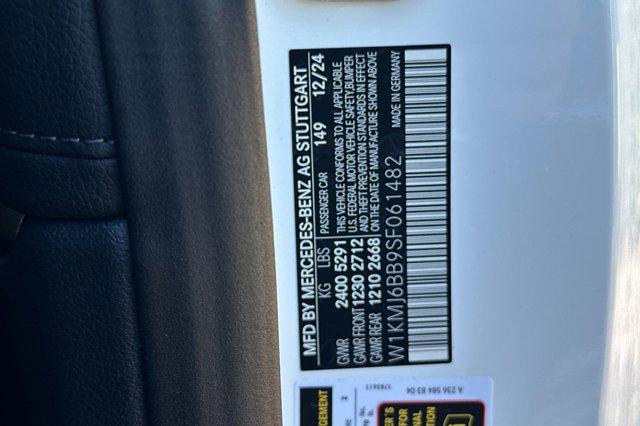 MFD BY MERCEDES-BENZ AG STUTTGART
KG LBS PASSENGER CAR 149 12/24
GVWR 2400 5291 THIS VEHICLE CONFORMS TO ALL APPLICABLE
U.S. FEDERAL MOTOR VEHICLE SAFETY,BUMPER
GAWR FRONT 1230 2712 AND THEFT PREVENTION STANDARDS IN EFFECT
GAWR REAR 1210 2668 ON THE DATE OF MANUFACTURE SHOWN ABOVE
W1KMJ6BB9SF061482 MADE IN GERMANY
A 236 584 83 04
1793611